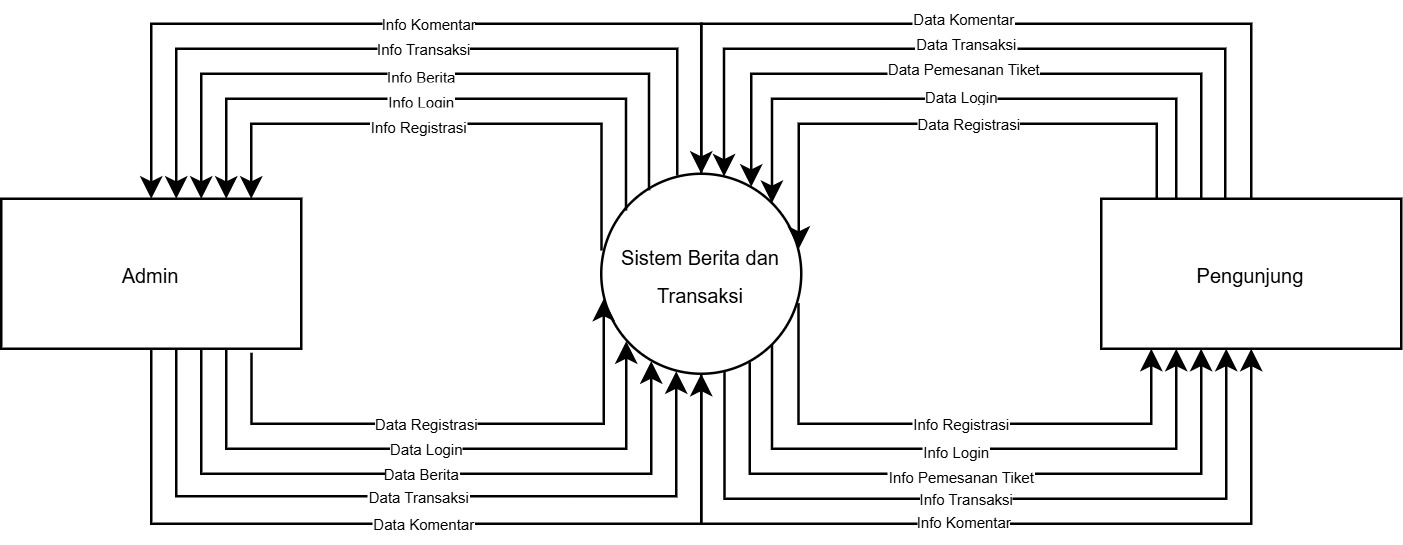 Info Komentar
Data Komentar
Info Transaksi
Data Transaksi
Info Berita
Data Pemesanan Tiket
Info Login
Data Login
Info Registrasi
Data Registrasi
Admin
Sistem Berita dan
Transaksi
Pengunjung
Data Registrasi
Info Registrasi
Data Login
Info Login
Data Berita
Info Pemesanan Tiket
Data Transaksi
Info Transaksi
Data Komentar
Info Komentar